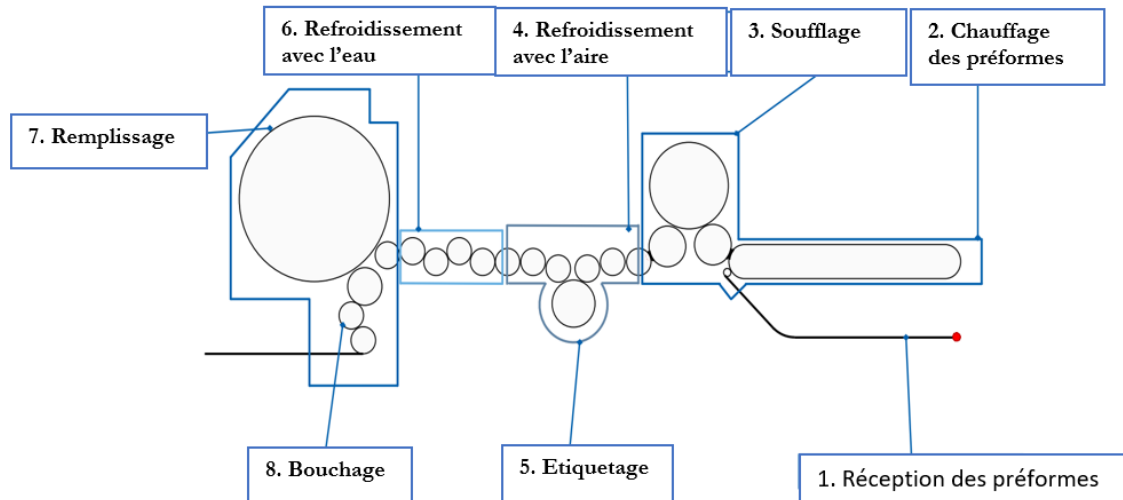 6. Refroidissement
avec l'eau
4. Refroidissement
avec l'aire
3. Soufflage
2. Chauffage
des préformes
7. Remplissage
8. Bouchage
5. Etiquetage
1. Réception des préformes